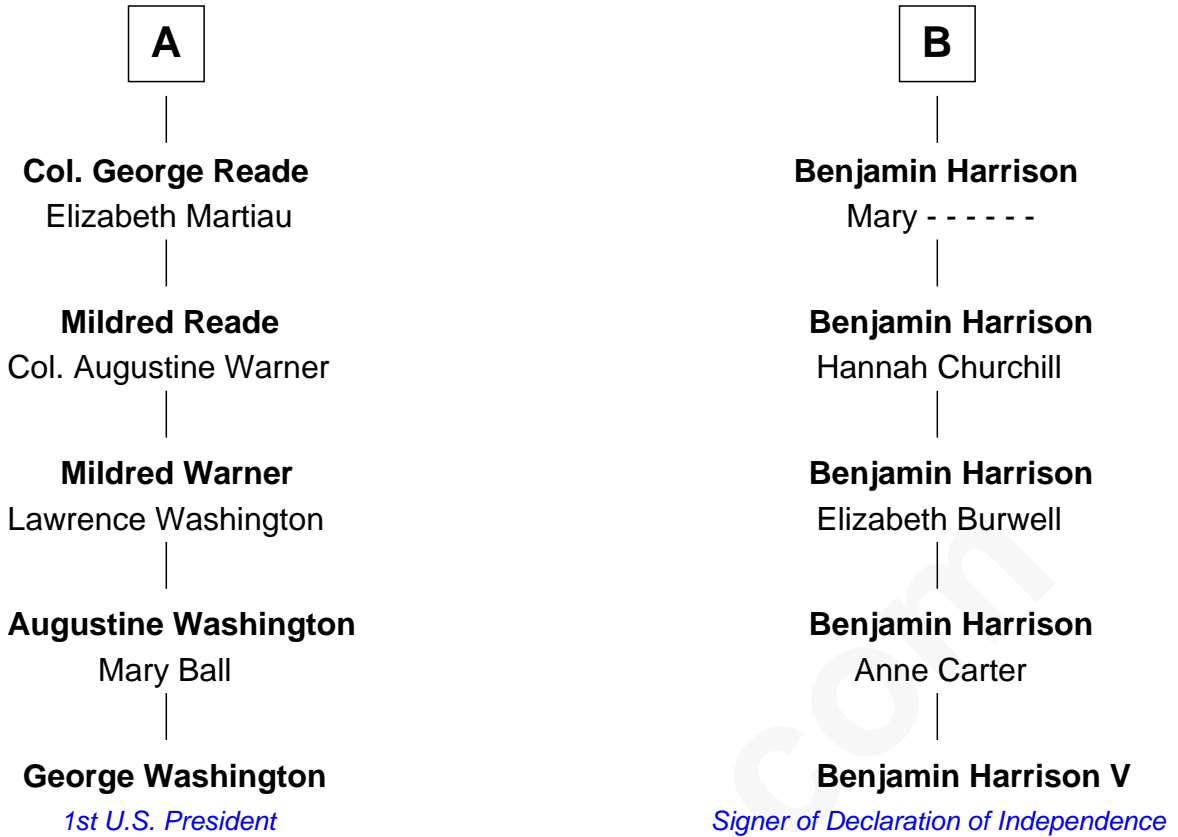 A
Col. George Reade
Elizabeth Martiau
Mildred Reade
Col. Augustine Warner
Mildred Warner
Lawrence Washington
Augustine Washington
Mary Ball
George Washington
1st U.S. President
B
Benjamin Harrison
Mary - - - - - -
Benjamin Harrison
Hannah Churchill
Benjamin Harrison
Elizabeth Burwell
Benjamin Harrison
Anne Carter
Benjamin Harrison V
Signer of Declaration of Independence
com